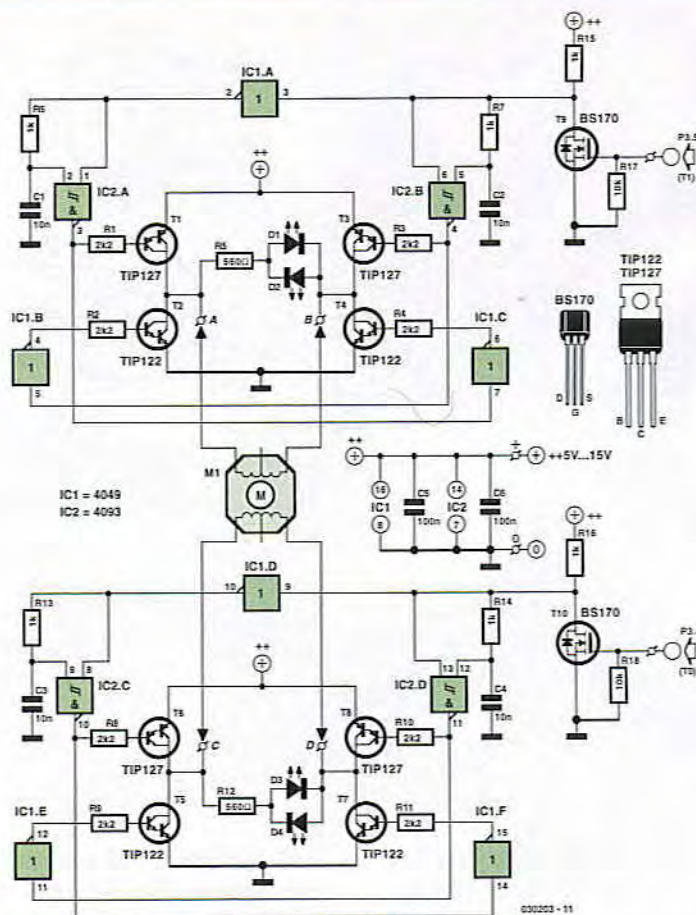 ++
R15
1k
IC1.A
2
1
3
R6
1k
R7
1k
T9
BS170
P3.5
(T1)
R17
10k
++
2
1
6
5
&
IC2.A
&
IC2.B
C1
10n
3
C2
10n
4
R1
2k2
T1
TIP127
R5
560Ω
D1
D2
T3
TIP127
R3
2k2
TIP122
TIP127
BS170
D
G
S
B
C
E
IC1.B
4
1
5
R2
2k2
T2
TIP122
A
B
T4
TIP122
R4
2k2
IC1.C
6
1
7
M1
M
IC1 = 4049
IC2 = 4093
++
16
IC1
8
C5
100n
14
IC2
7
C6
100n
+
++5V...15V
0
0
++
R16
1k
IC1.D
10
1
9
R13
1k
R14
1k
T10
BS170
R18
10k
9
8
13
12
&
IC2.C
&
IC2.D
C3
10n
10
C4
10n
11
++
R8
2k2
T6
TIP127
C
D
T8
TIP127
R10
2k2
R12
560Ω
D3
D4
IC1.E
12
1
11
R9
2k2
T5
TIP122
T7
TIP122
R11
2k2
IC1.F
15
1
14
030203 - 11